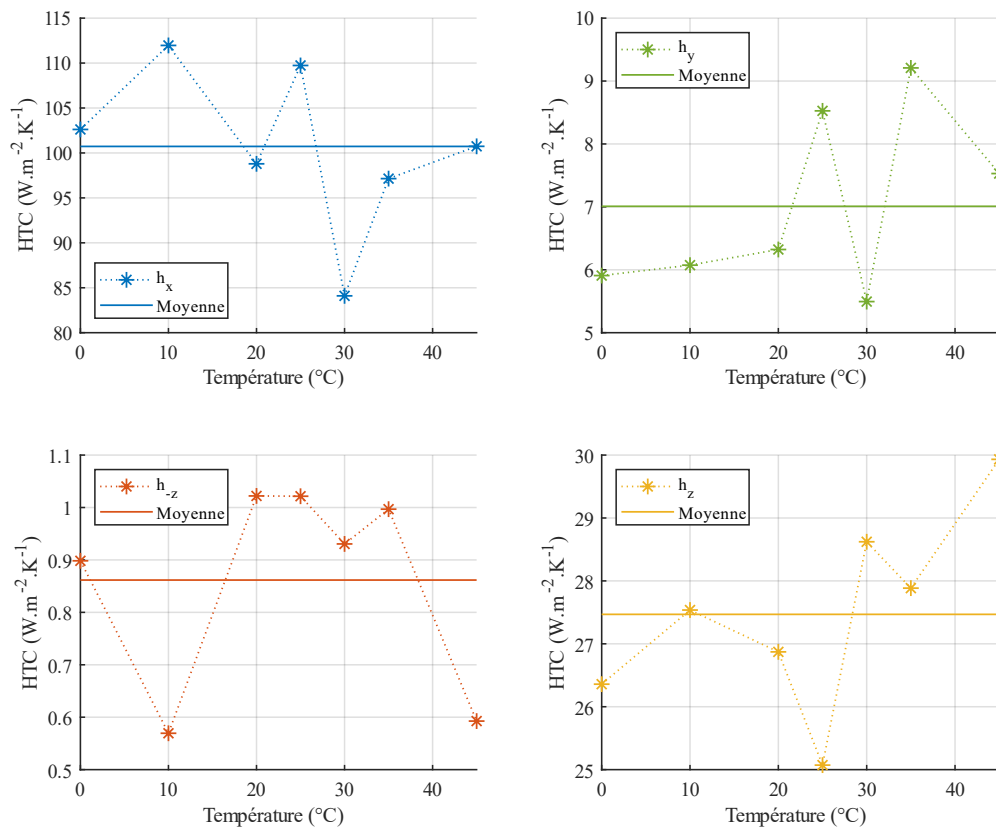 115
110
105
100
95
90
85
80
HTC (W.m-2.K-1)
h_x
Moyenne
0 10 20 30 40
Température (°C)
10
9
8
7
6
5
HTC (W.m-2.K-1)
h_y
Moyenne
0 10 20 30 40
Température (°C)
1.1
1
0.9
0.8
0.7
0.6
0.5
HTC (W.m-2.K-1)
h_-z
Moyenne
0 10 20 30 40
Température (°C)
30
29
28
27
26
25
HTC (W.m-2.K-1)
h_z
Moyenne
0 10 20 30 40
Température (°C)